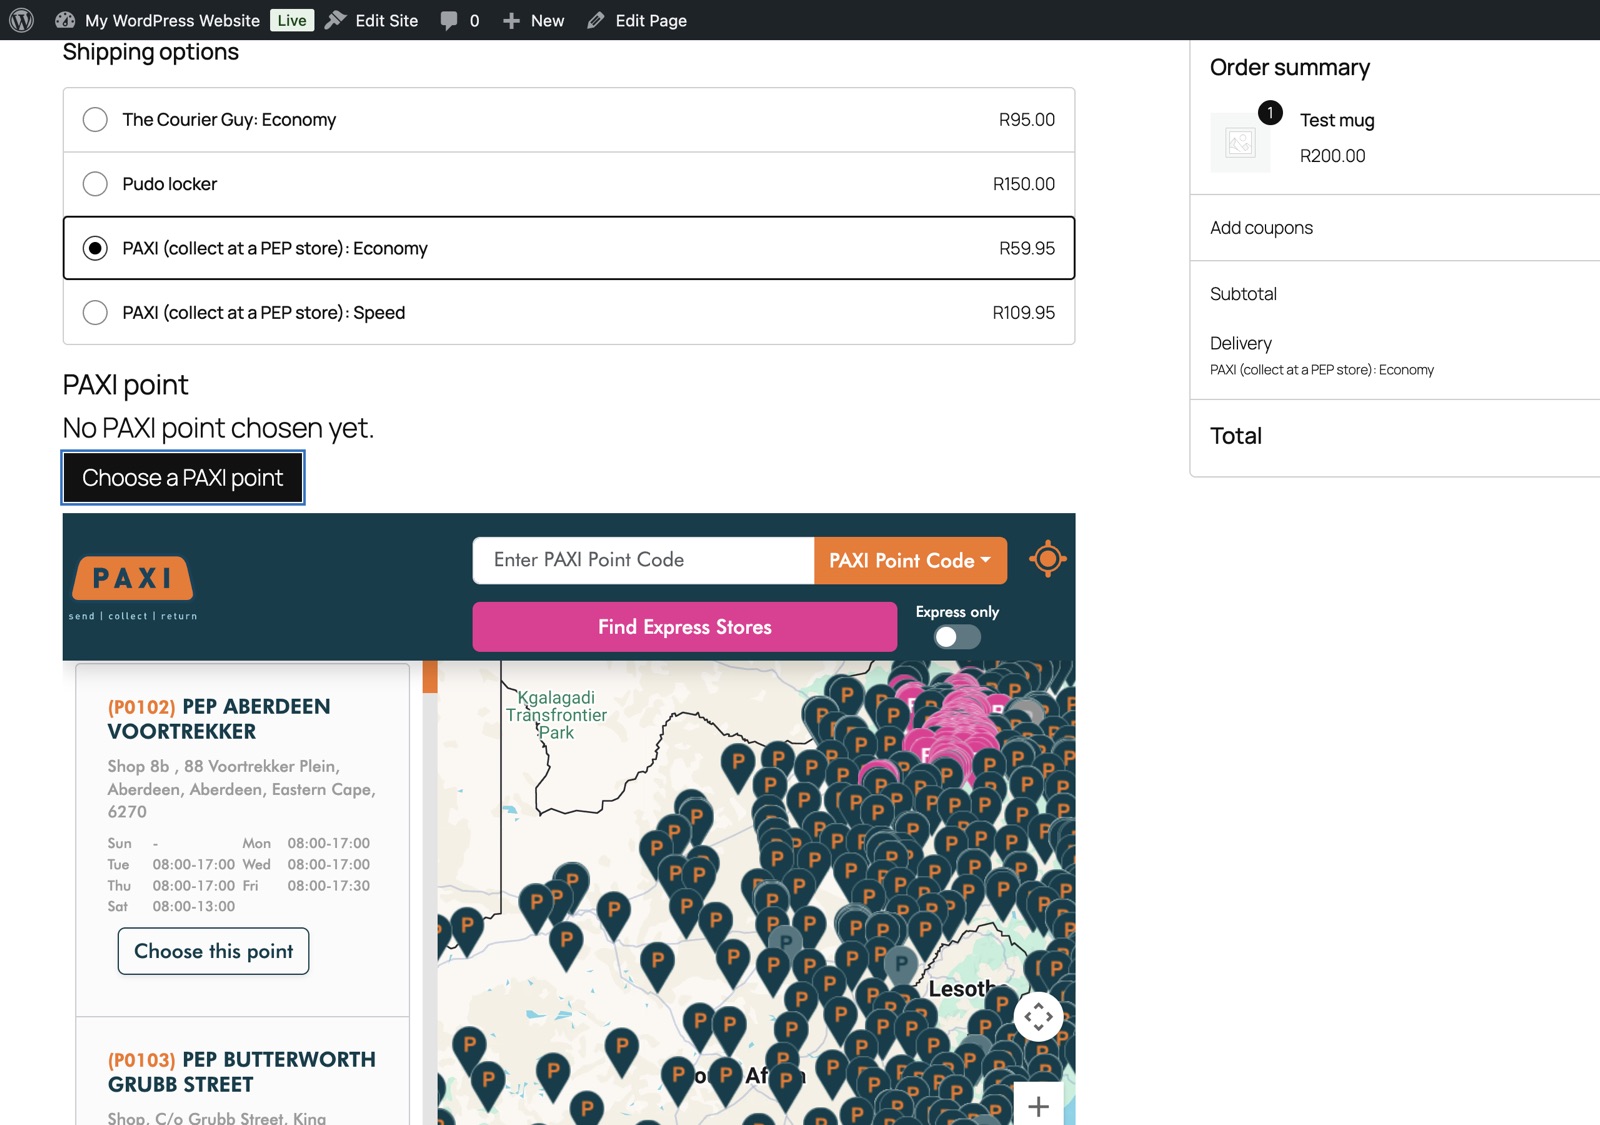 My WordPress Website Live Edit Site 0 New Edit Page
Shipping options
The Courier Guy: Economy R95.00
Pudo locker R150.00
PAXI (collect at a PEP store): Economy R59.95
PAXI (collect at a PEP store): Speed R109.95
PAXI point
No PAXI point chosen yet.
Choose a PAXI point
PAXI
send | collect | return
Enter PAXI Point Code PAXI Point Code
Find Express Stores
Express only
(P0102) PEP ABERDEEN
VOORTREKKER
Shop 8b , 88 Voortrekker Plein,
Aberdeen, Aberdeen, Eastern Cape,
6270
Sun - Mon 08:00-17:00
Tue 08:00-17:00 Wed 08:00-17:00
Thu 08:00-17:00 Fri 08:00-17:30
Sat 08:00-13:00
Choose this point
(P0103) PEP BUTTERWORTH
GRUBB STREET
Shop, C/o Grubb Street, King
Kgalagadi
Transfrontier
Park
Order summary
1
Test mug
R200.00
Add coupons
Subtotal
Delivery
PAXI (collect at a PEP store): Economy
Total